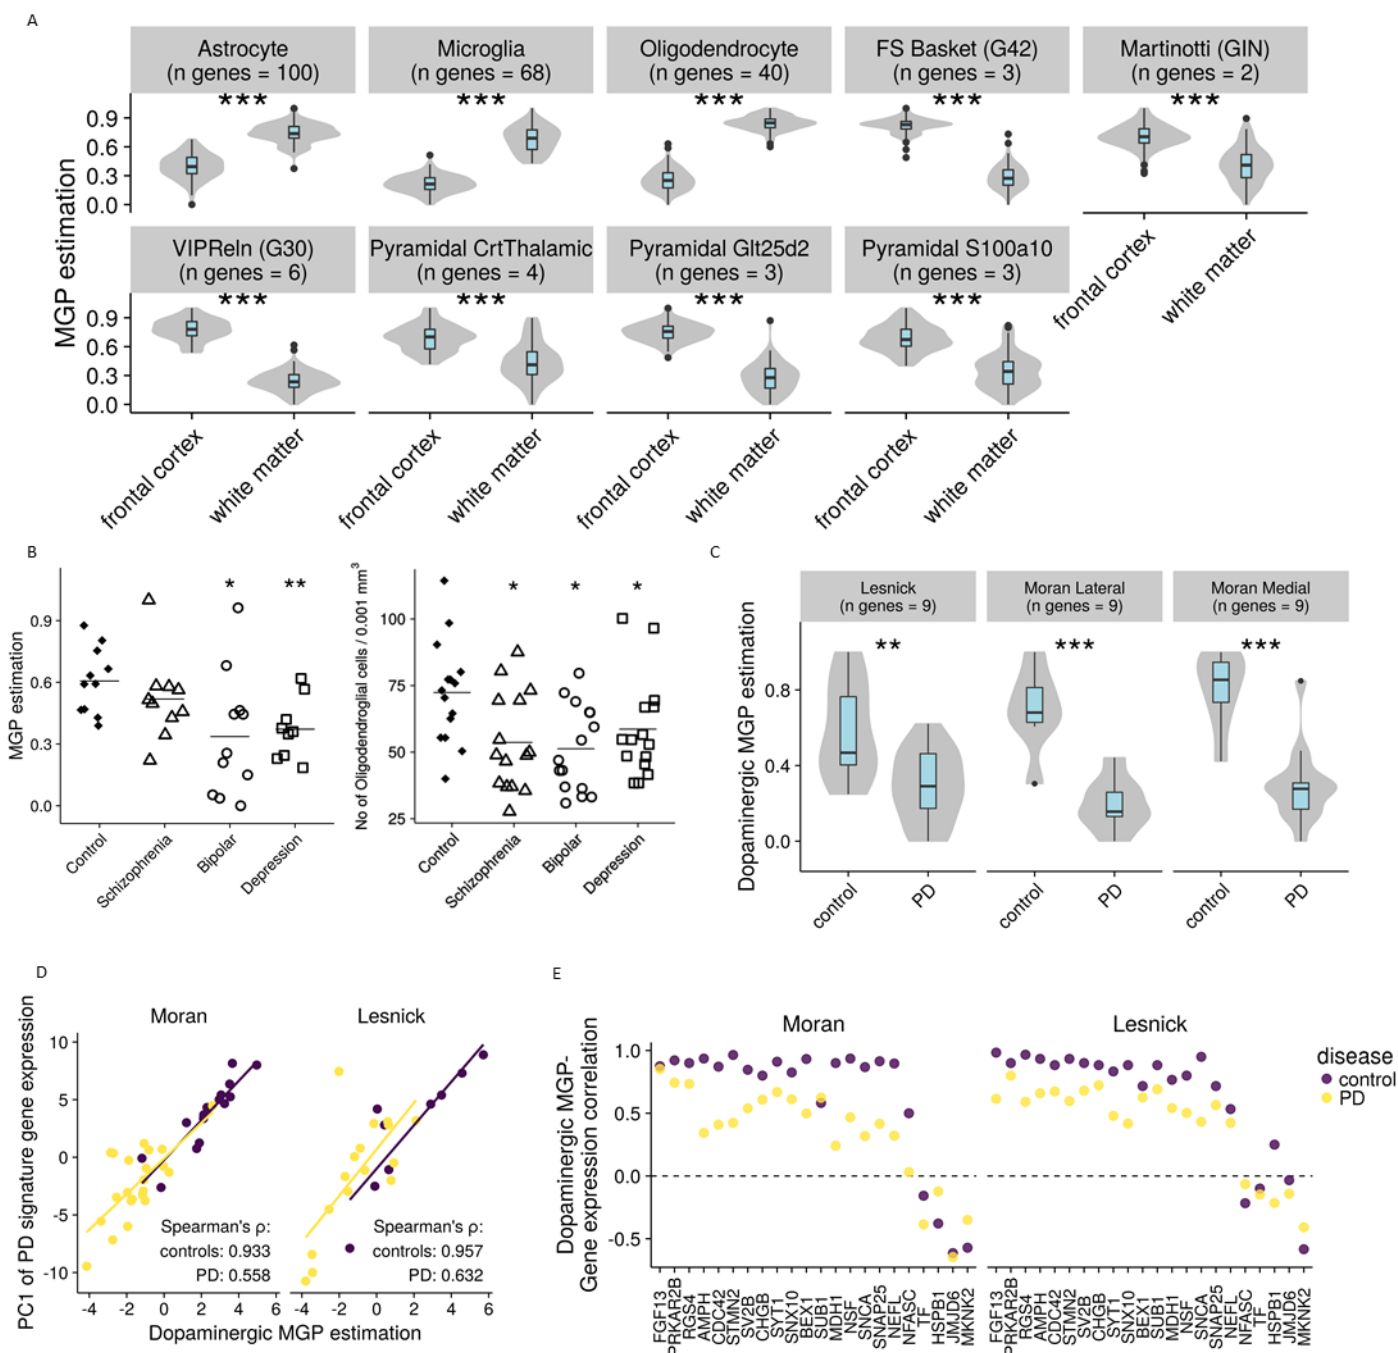 A
Astrocyte
(n genes = 100)
Microglia
(n genes = 68)
Oligodendrocyte
(n genes = 40)
FS Basket (G42)
(n genes = 3)
Martinotti (GIN)
(n genes = 2)
*** *** *** *** ***
0.9
0.6
0.3
0.0
MGP estimation
VIPReln (G30)
(n genes = 6)
Pyramidal CrtThalamic
(n genes = 4)
Pyramidal Glt25d2
(n genes = 3)
Pyramidal S100a10
(n genes = 3)
*** *** *** ***
0.9
0.6
0.3
0.0
frontal cortex
white matter
frontal cortex
white matter
frontal cortex
white matter
frontal cortex
white matter
frontal cortex
white matter
B
MGP estimation
0.9
0.6
0.3
0.0
* **
Control
Schizophrenia
Bipolar
Depression
No of Oligodendroglial cells / 0.001 mm³
100
75
50
25
* * *
Control
Schizophrenia
Bipolar
Depression
C
Dopaminergic MGP estimation
Lesnick
(n genes = 9)
Moran Lateral
(n genes = 9)
Moran Medial
(n genes = 9)
** *** ***
0.8
0.4
0.0
control
PD
control
PD
control
PD
D
PC1 of PD signature gene expression
Moran
Lesnick
10
5
0
-5
-10
Spearman's ρ:
controls: 0.933
PD: 0.558
Spearman's ρ:
controls: 0.957
PD: 0.632
-4 -2 0 2 4 6
-4 -2 0 2 4 6
Dopaminergic MGP estimation
E
Dopaminergic MGP-
Gene expression correlation
Moran
Lesnick
1.0
0.5
0.0
-0.5
FGF13
PRKAR2B
RGS4
AMPH
CDC42
STMN2
SV2B
CHGB
SYT1
SNX10
BEX1
SUB1
MDH1
NSF
SNCA
SNAP25
NEFL
NFASC
TF
HSPB1
JMJD6
MKNK2
FGF13
PRKAR2B
RGS4
AMPH
CDC42
STMN2
SV2B
CHGB
SYT1
SNX10
BEX1
SUB1
MDH1
NSF
SNCA
SNAP25
NEFL
NFASC
TF
HSPB1
JMJD6
MKNK2
disease
control
PD